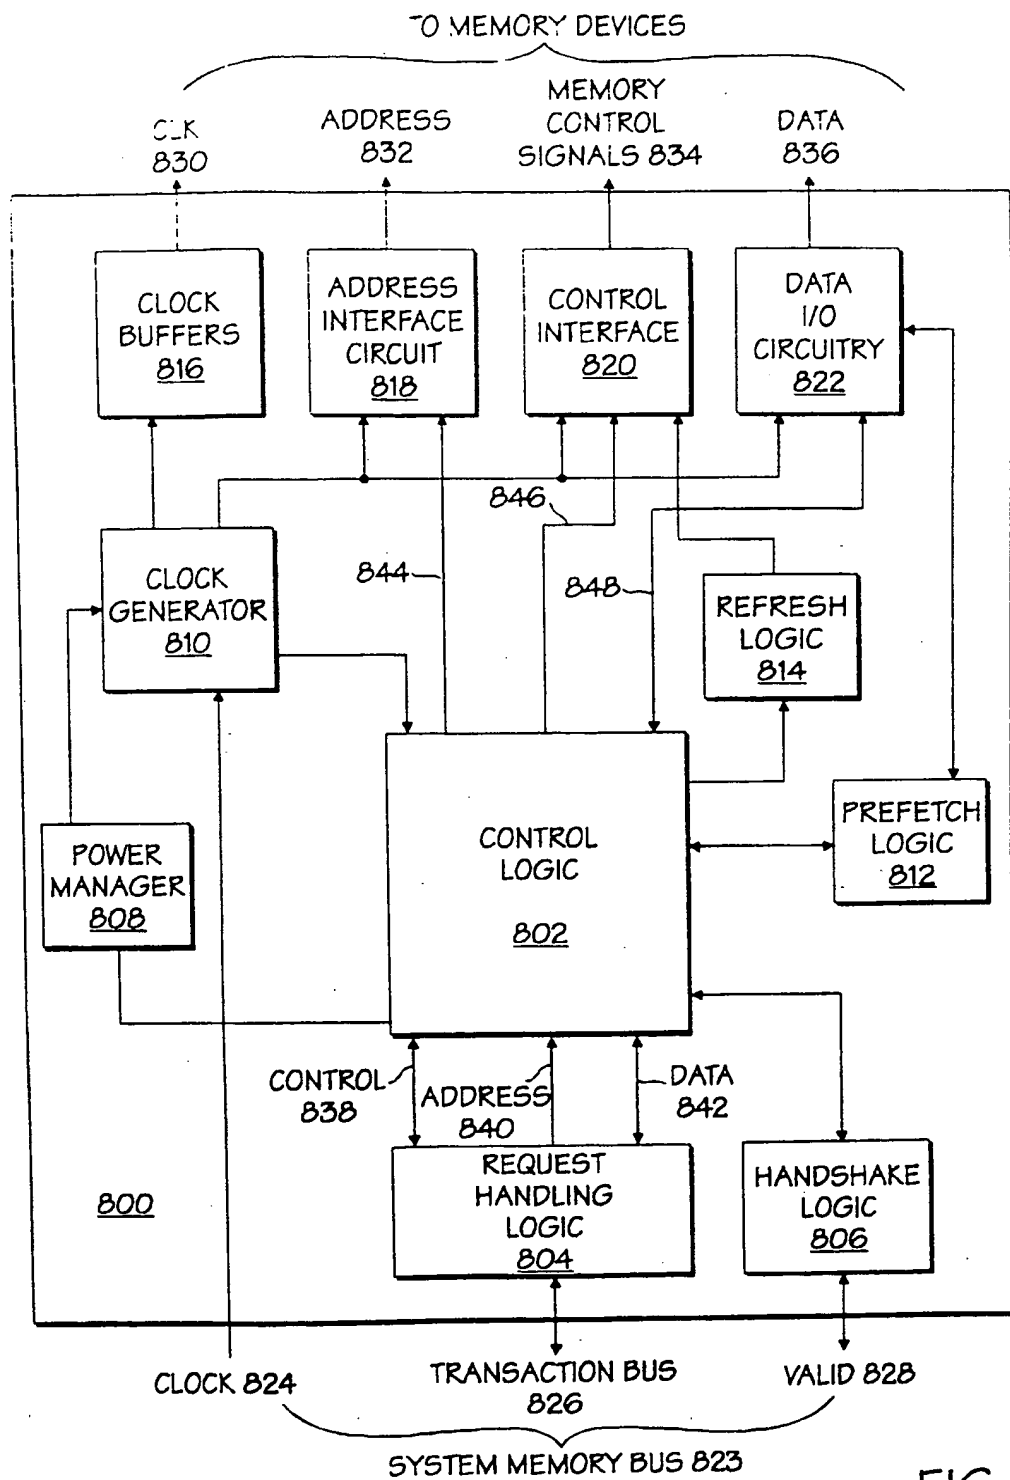 TO MEMORY DEVICES
CLK
830
ADDRESS
832
MEMORY
CONTROL
SIGNALS 834
DATA
836
CLOCK
BUFFERS
816
ADDRESS
INTERFACE
CIRCUIT
818
CONTROL
INTERFACE
820
DATA
I/O
CIRCUITRY
822
846
844
848
CLOCK
GENERATOR
810
REFRESH
LOGIC
814
POWER
MANAGER
808
CONTROL
LOGIC
802
PREFETCH
LOGIC
812
CONTROL
838
ADDRESS
840
DATA
842
800
REQUEST
HANDLING
LOGIC
804
HANDSHAKE
LOGIC
806
CLOCK 824
TRANSACTION BUS
826
VALID 828
SYSTEM MEMORY BUS 823
FIG